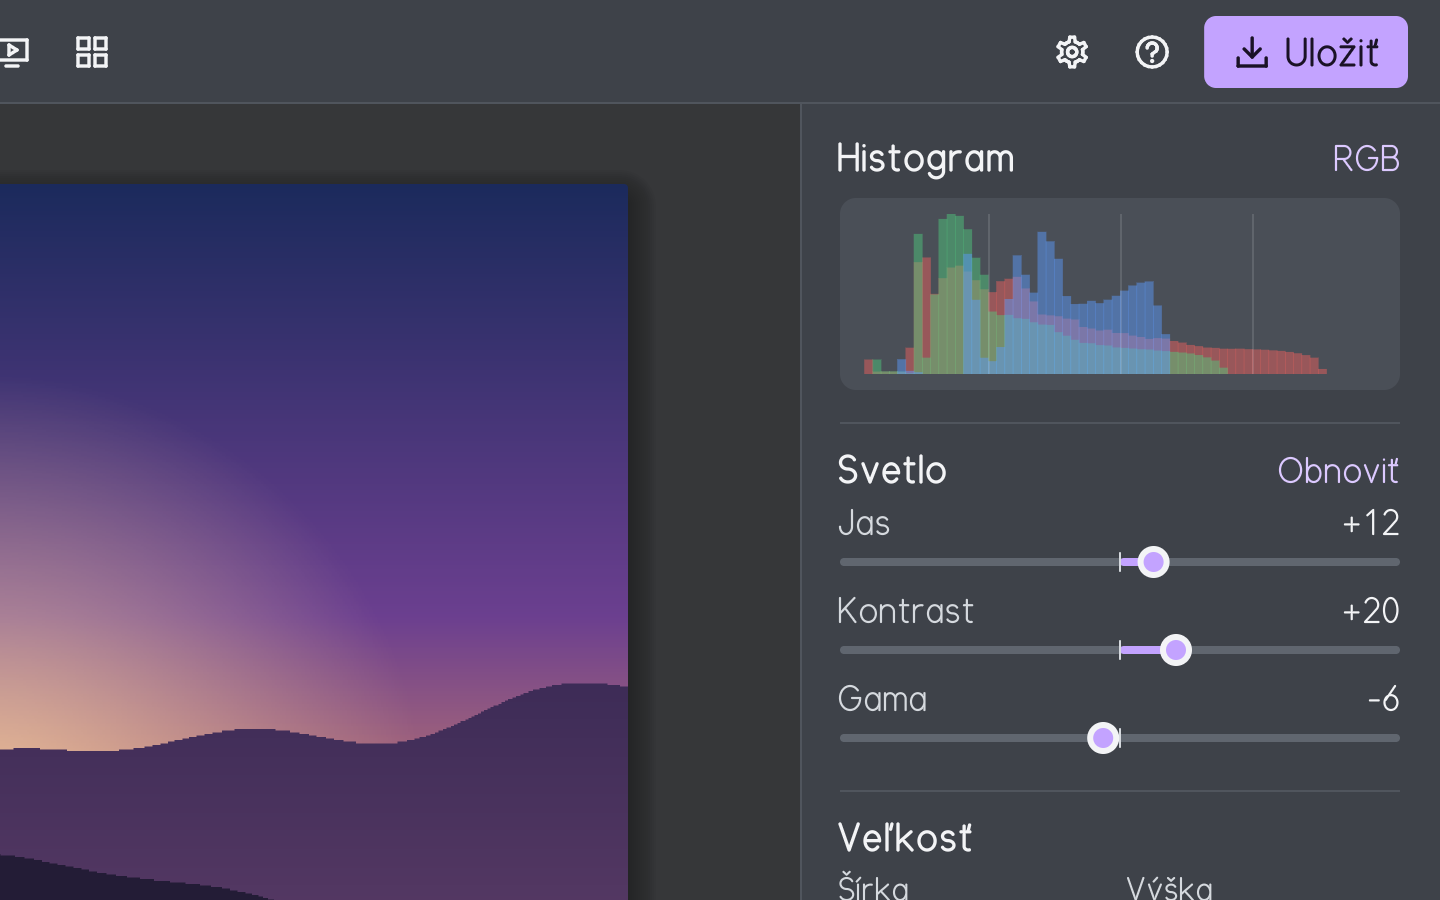 Uložiť
Histogram RGB
Svetlo Obnoviť
Jas +12
Kontrast +20
Gama -6
Veľkosť
Šírka Výška